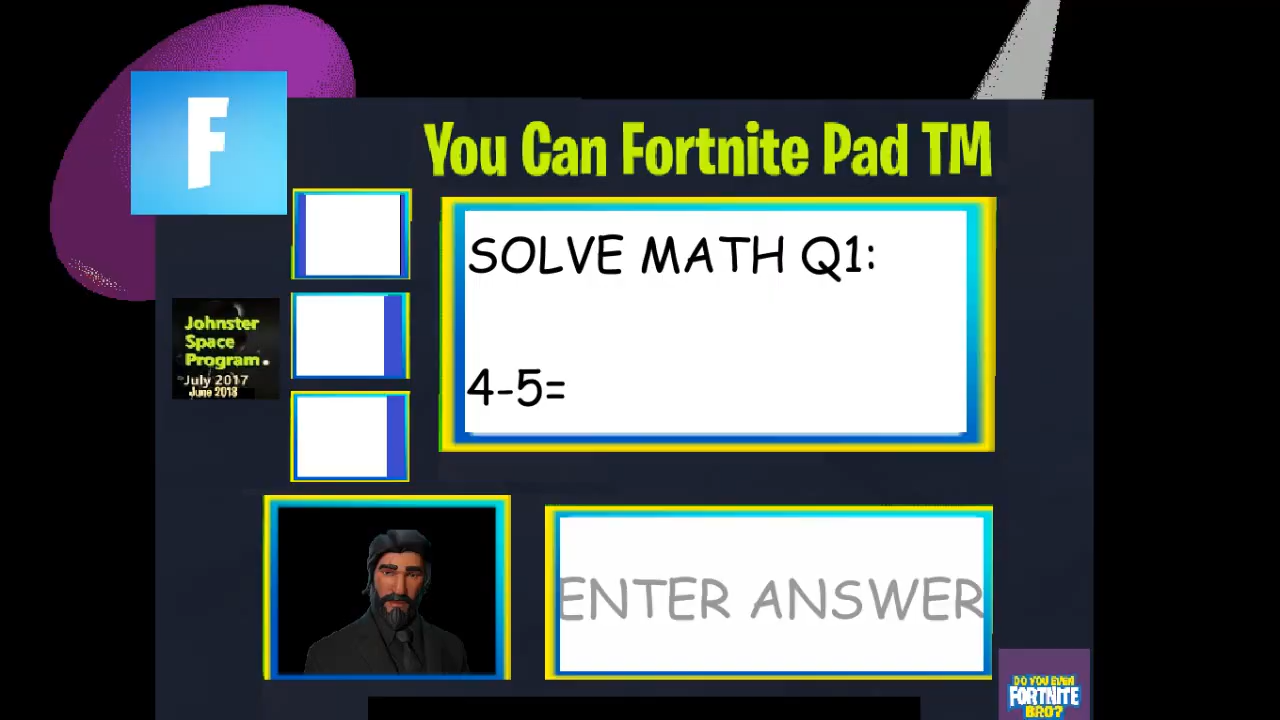 F
You Can Fortnite Pad TM
SOLVE MATH Q1:
4-5=
Johnster
Space
Program
July 2017
June 2018
ENTER ANSWER
DO YOU EVEN
FORTNITE
BRO?